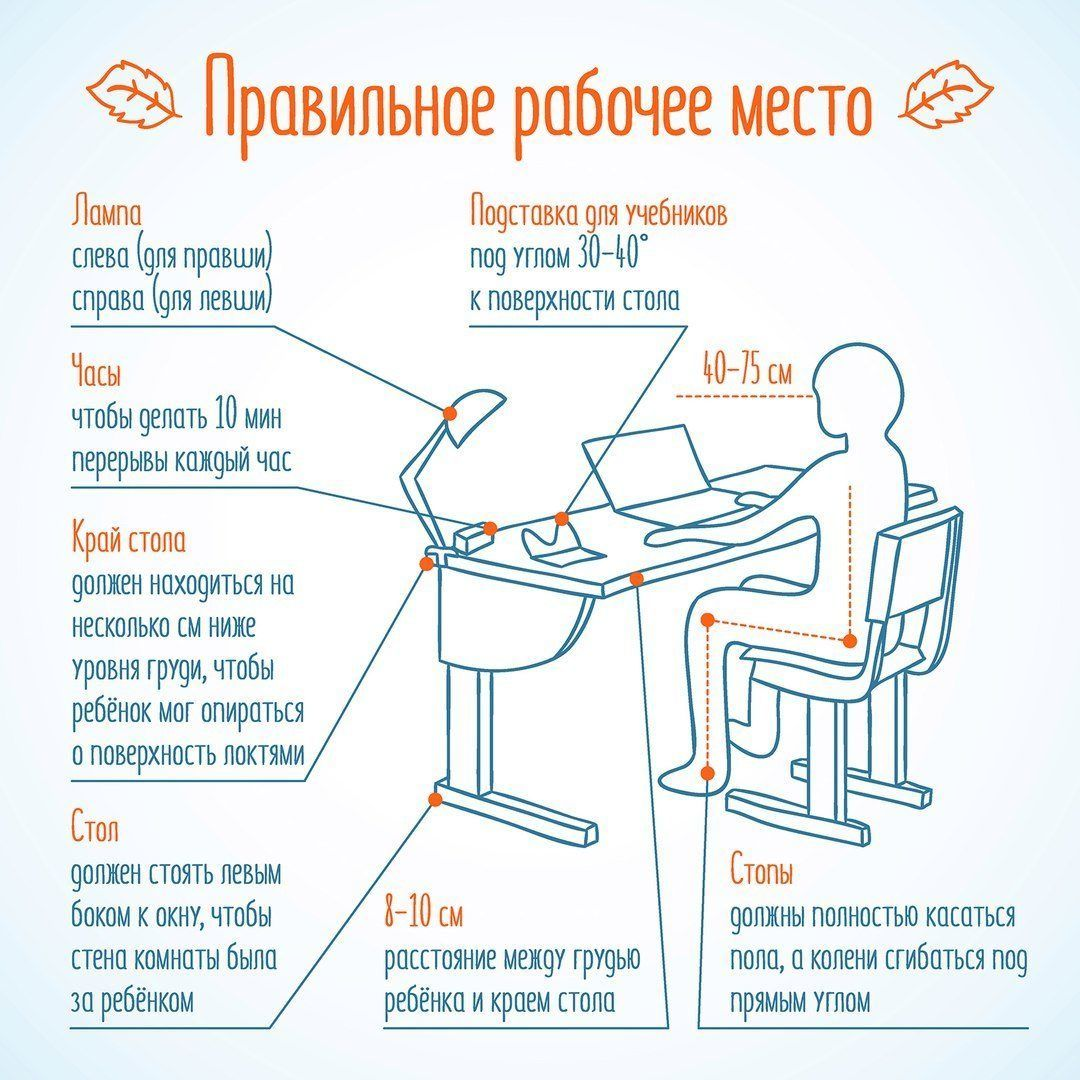 Правильное рабочее место
Лампа
слева (для правши)
справа (для левши)
Подставка для учебников
под углом 30–40°
к поверхности стола
Часы
чтобы делать 10 мин
перерывы каждый час
40–75 см
Край стола
должен находиться на
несколько см ниже
уровня груди, чтобы
ребёнок мог опираться
о поверхность локтями
Стол
должен стоять левым
боком к окну, чтобы
стена комнаты была
за ребёнком
8–10 см
расстояние между грудью
ребёнка и краем стола
Стопы
должны полностью касаться
пола, а колени сгибаться под
прямым углом